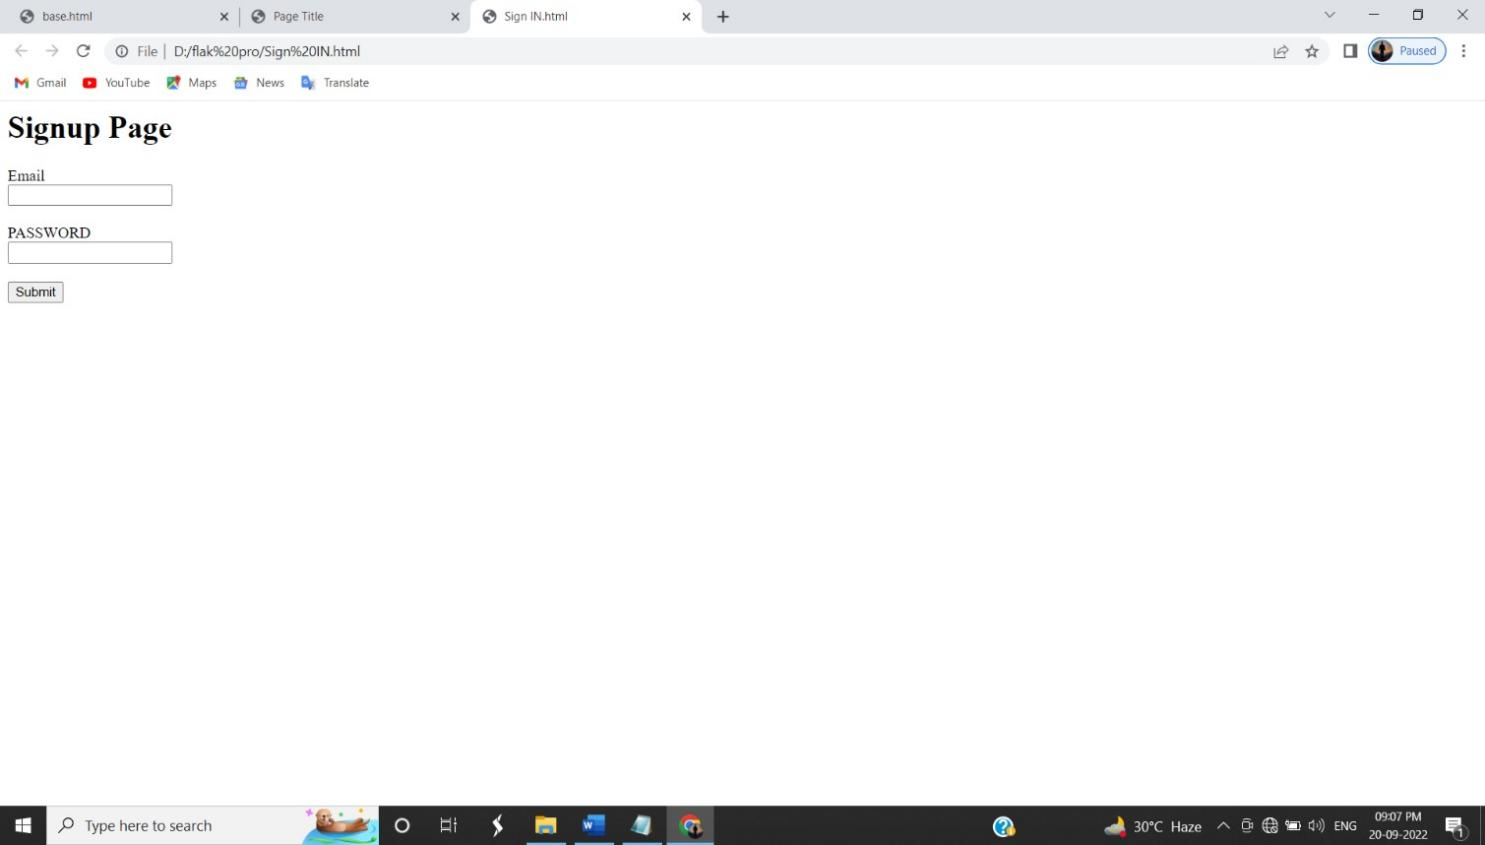 base.html
Page Title
Sign IN.html
File | D:/flak%20pro/Sign%20IN.html
Paused
Gmail YouTube Maps News Translate
Signup Page
Email
PASSWORD
Submit
Type here to search
30°C Haze
ENG
09:07 PM
20-09-2022
1